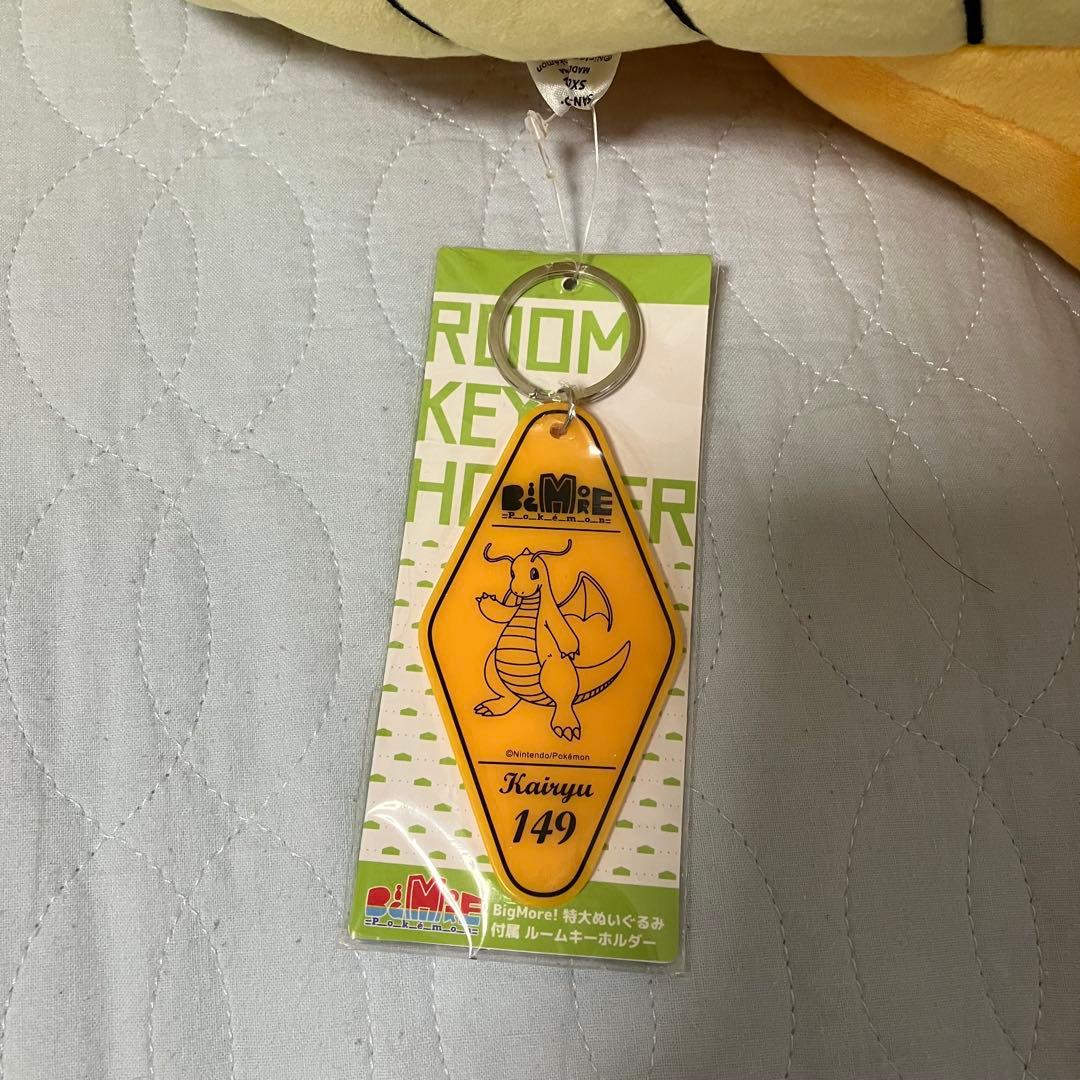 ROOM
KEY
BiGMORE
Pokémon
©Nintendo/Pokémon
Kairyu
149
BiGMORE
Pokémon
BigMore! 特大ぬいぐるみ
付属 ルームキーホルダー